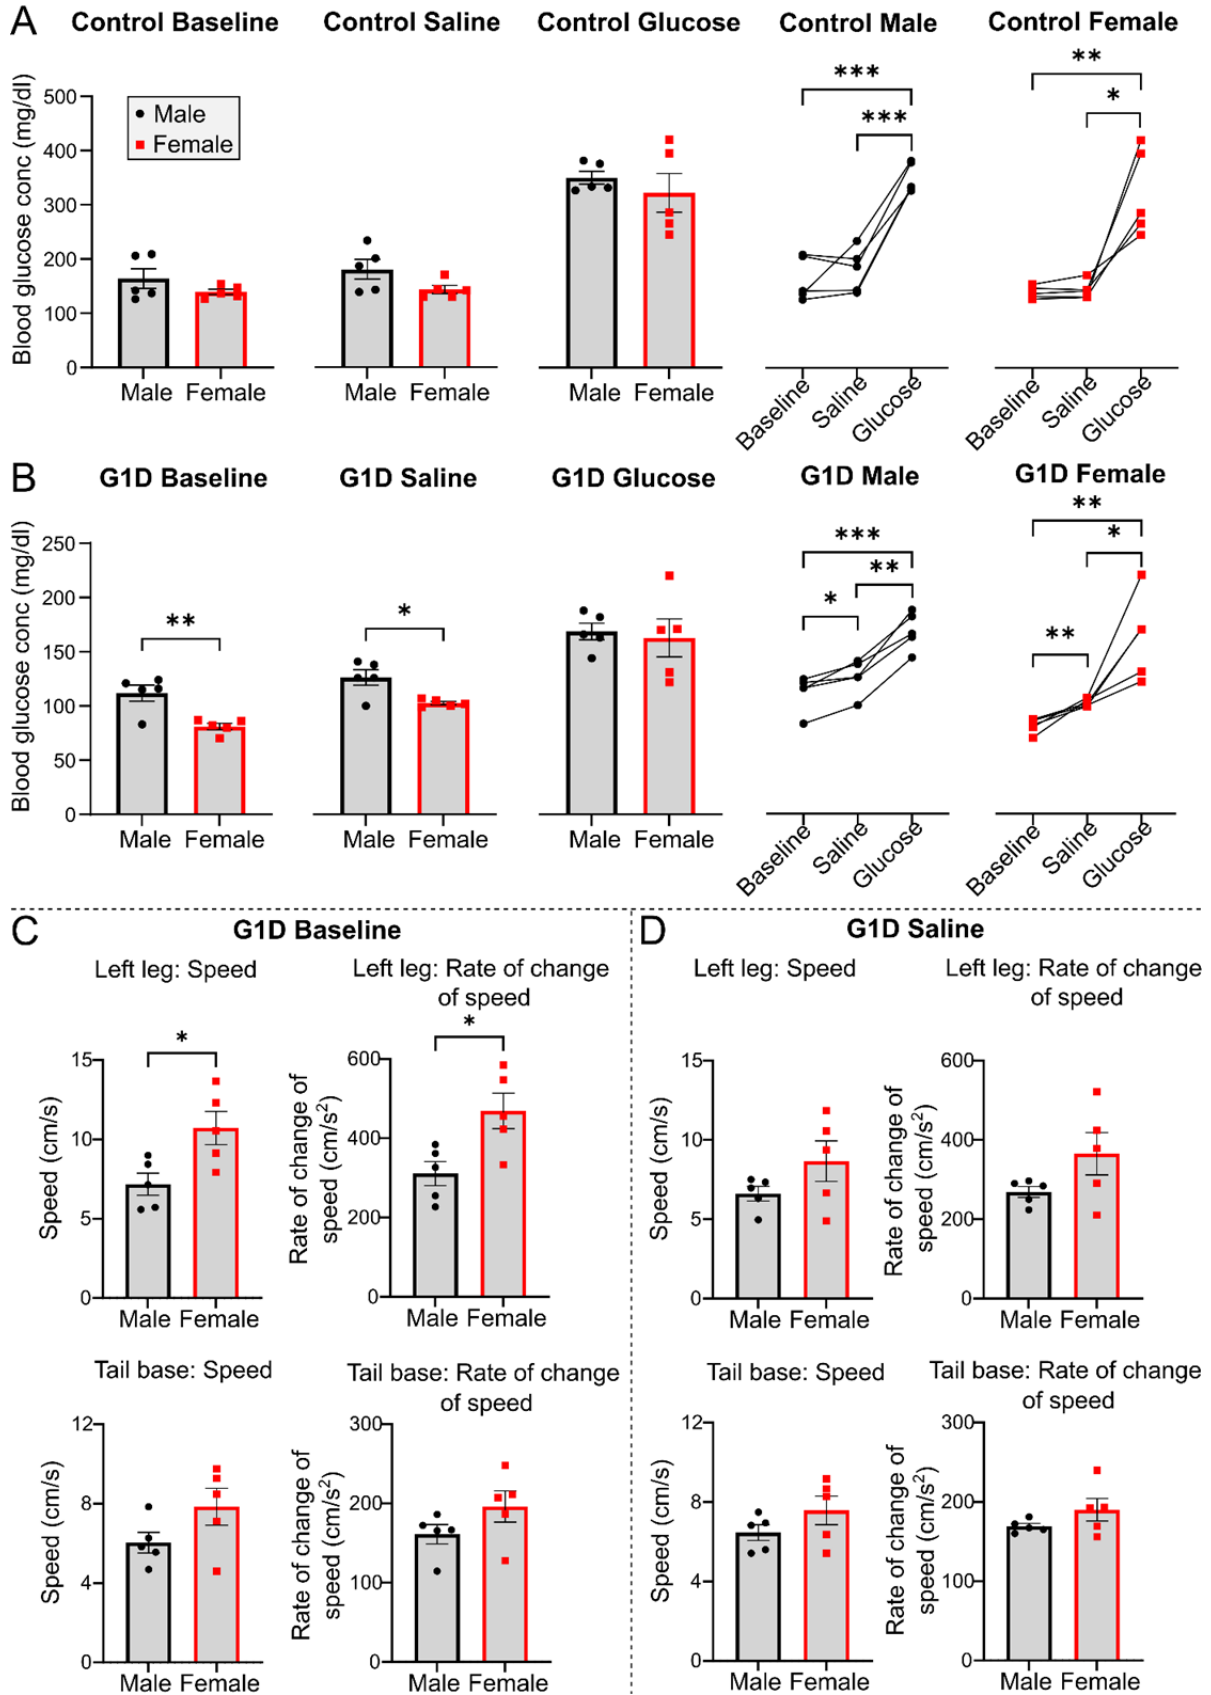 A
Control Baseline
Control Saline
Control Glucose
Control Male
Control Female
Blood glucose conc (mg/dl)
500
400
300
200
100
0
Male
Female
Male Female
Male Female
Male Female
***
***
Baseline
Saline
Glucose
**
*
Baseline
Saline
Glucose
B
G1D Baseline
G1D Saline
G1D Glucose
G1D Male
G1D Female
Blood glucose conc (mg/dl)
250
200
150
100
50
0
**
Male Female
*
Male Female
Male Female
***
**
*
Baseline
Saline
Glucose
**
*
**
Baseline
Saline
Glucose
C
G1D Baseline
Left leg: Speed
Speed (cm/s)
15
10
5
0
*
Male Female
Left leg: Rate of change
of speed
Rate of change of
speed (cm/s²)
600
400
200
0
*
Male Female
Tail base: Speed
Speed (cm/s)
12
8
4
0
Male Female
Tail base: Rate of change
of speed
Rate of change of
speed (cm/s²)
300
200
100
0
Male Female
D
G1D Saline
Left leg: Speed
Speed (cm/s)
15
10
5
0
Male Female
Left leg: Rate of change
of speed
Rate of change of
speed (cm/s²)
600
400
200
0
Male Female
Tail base: Speed
Speed (cm/s)
12
8
4
0
Male Female
Tail base: Rate of change
of speed
Rate of change of
speed (cm/s²)
300
200
100
0
Male Female